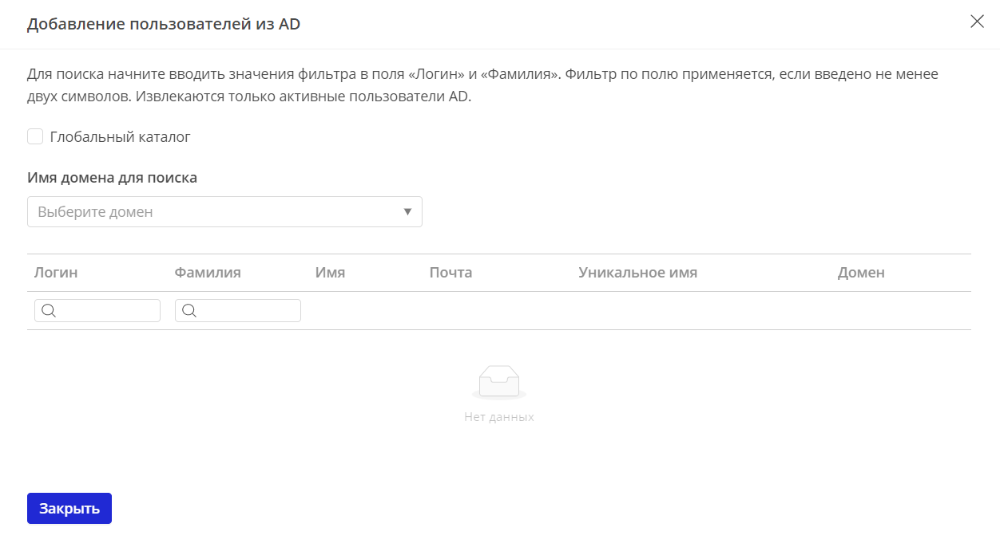 Добавление пользователей из AD
Для поиска начните вводить значения фильтра в поля «Логин» и «Фамилия». Фильтр по полю применяется, если введено не менее
двух символов. Извлекаются только активные пользователи AD.
Глобальный каталог
Имя домена для поиска
Выберите домен
Логин Фамилия Имя Почта Уникальное имя Домен
Нет данных
Закрыть